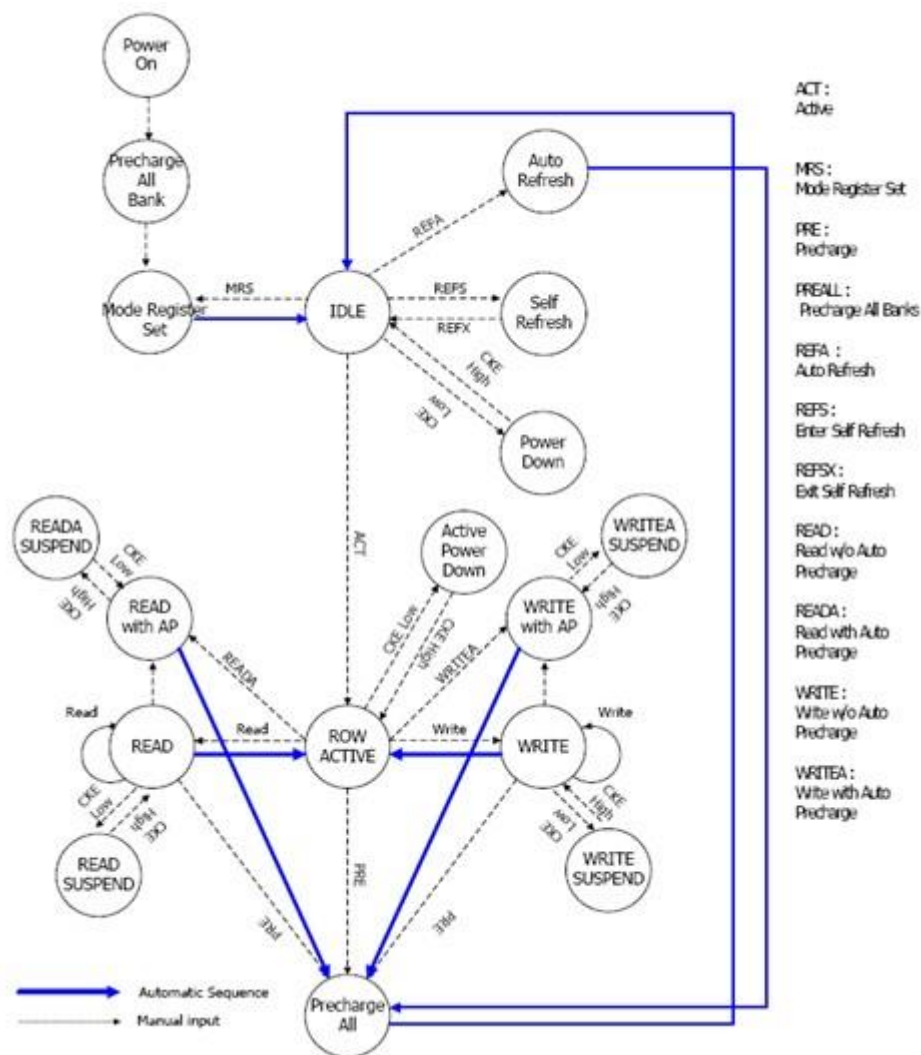 Power
On
Precharge
All
Bank
Mode Register
Set
MRS
IDLE
REFA
Auto
Refresh
REFS
REFX
Self
Refresh
CKE
High
CKE
Low
Power
Down
ACT
READA
SUSPEND
CKE
Low
CKE
High
READ
with AP
READA
Active
Power
Down
CKE Low
CKE High
WRITEA
WRITEA
SUSPEND
CKE
Low
CKE
High
WRITE
with AP
Read
READ
Read
ROW
ACTIVE
Write
WRITE
Write
CKE
Low
CKE
High
READ
SUSPEND
CKE
High
CKE
Low
WRITE
SUSPEND
PRE
PRE
PRE
Precharge
All
Automatic Sequence
Manual input
ACT :
Active
MRS :
Mode Register Set
PRE :
Precharge
PREALL :
Precharge All Banks
REFA :
Auto Refresh
REFS :
Enter Self Refresh
REFSX :
Exit Self Refresh
READ :
Read w/o Auto
Precharge
READA :
Read with Auto
Precharge
WRITE :
Write w/o Auto
Precharge
WRITEA :
Write with Auto
Precharge